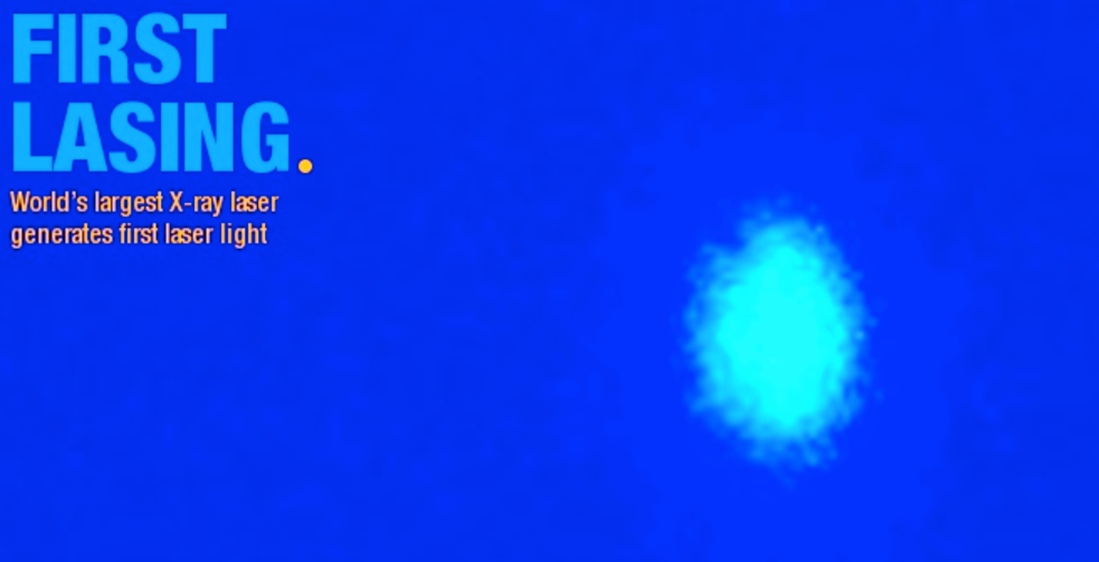 FIRST
LASING.
World’s largest X-ray laser
generates first laser light